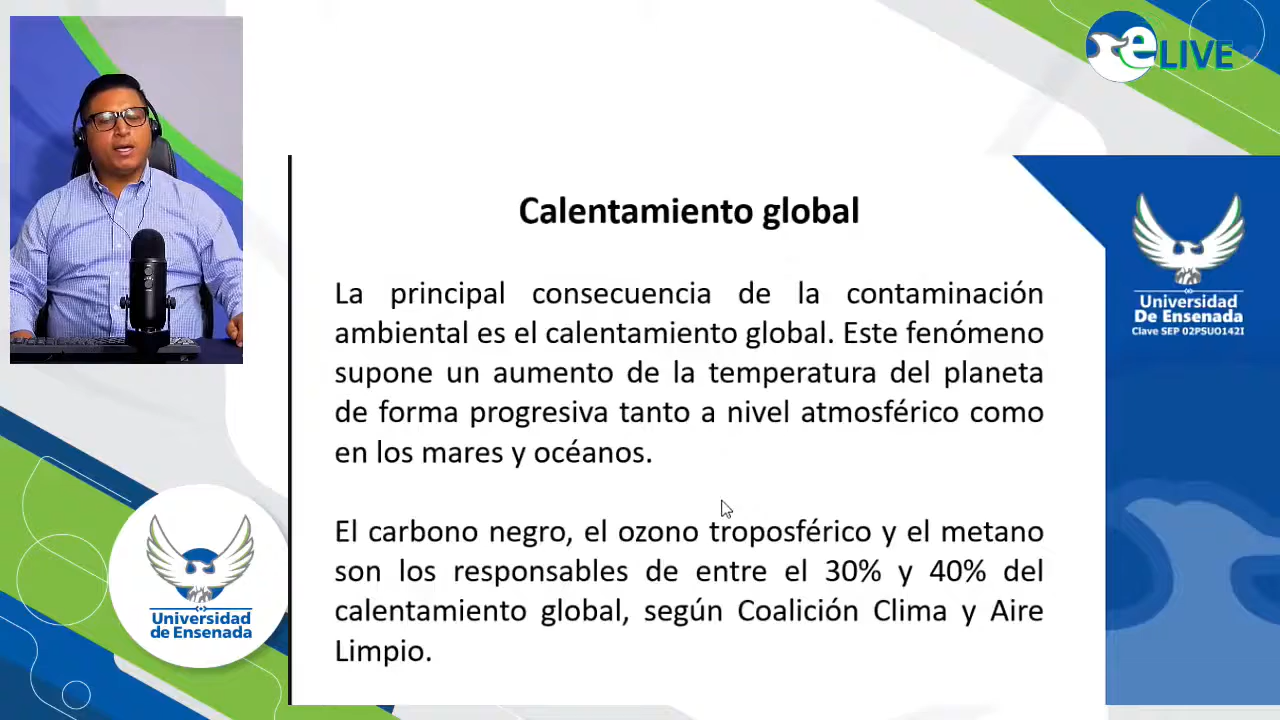 e LIVE
Calentamiento global
La principal consecuencia de la contaminación
ambiental es el calentamiento global. Este fenómeno
supone un aumento de la temperatura del planeta
de forma progresiva tanto a nivel atmosférico como
en los mares y océanos.
El carbono negro, el ozono troposférico y el metano
son los responsables de entre el 30% y 40% del
calentamiento global, según Coalición Clima y Aire
Limpio.
Universidad
De Ensenada
Clave SEP 02PSU0142I
Universidad
de Ensenada